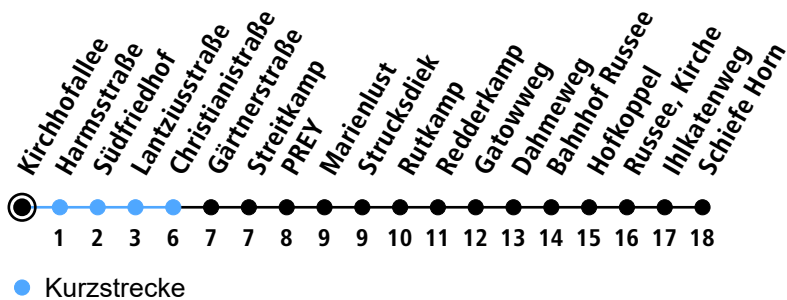 Kirchhofallee
Harmsstraße
Südfriedhof
Lantziusstraße
Christianistraße
Gärtnerstraße
Streitkamp
PREY
Marienlust
Strucksdiek
Rutkamp
Redderkamp
Gatowweg
Dahmeweg
Bahnhof Russee
Hofkoppel
Russee, Kirche
Ihlkatenweg
Schiefe Horn
1 2 3 6 7 7 8 9 9 10 11 12 13 14 15 16 17 18
Kurzstrecke